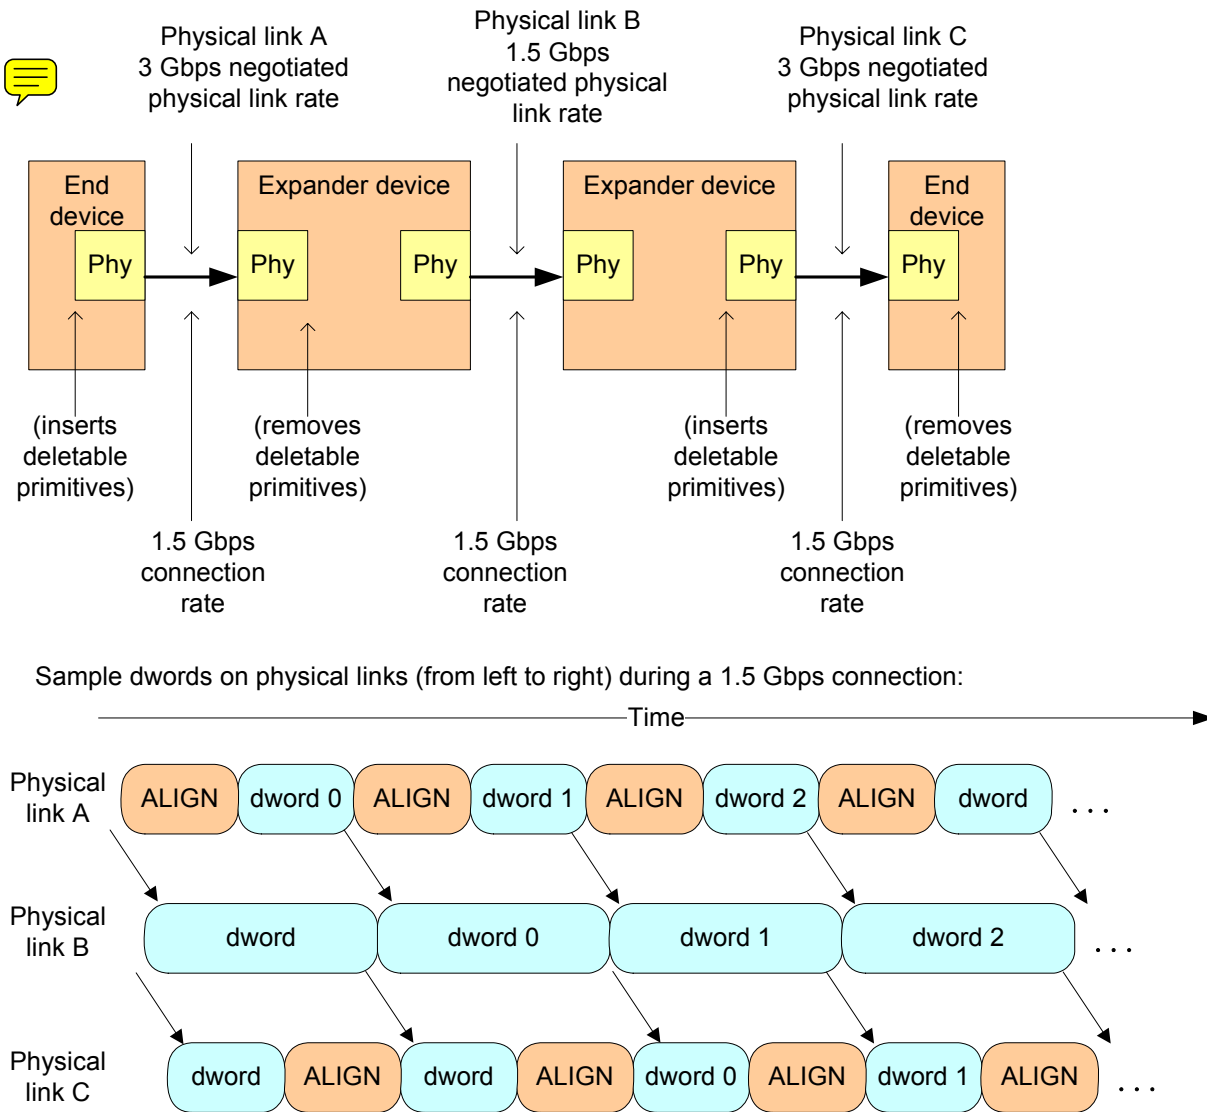 Physical link A
3 Gbps negotiated
physical link rate
Physical link B
1.5 Gbps
negotiated physical
link rate
Physical link C
3 Gbps negotiated
physical link rate
End
device
Expander device
Expander device
End
device
Phy
Phy
Phy
Phy
Phy
Phy
(inserts
deletable
primitives)
(removes
deletable
primitives)
(inserts
deletable
primitives)
(removes
deletable
primitives)
1.5 Gbps
connection
rate
1.5 Gbps
connection
rate
1.5 Gbps
connection
rate
Sample dwords on physical links (from left to right) during a 1.5 Gbps connection:
Time
Physical
link A
ALIGN dword 0 ALIGN dword 1 ALIGN dword 2 ALIGN dword . . .
Physical
link B
dword dword 0 dword 1 dword 2 . . .
Physical
link C
dword ALIGN dword ALIGN dword 0 ALIGN dword 1 ALIGN . . .